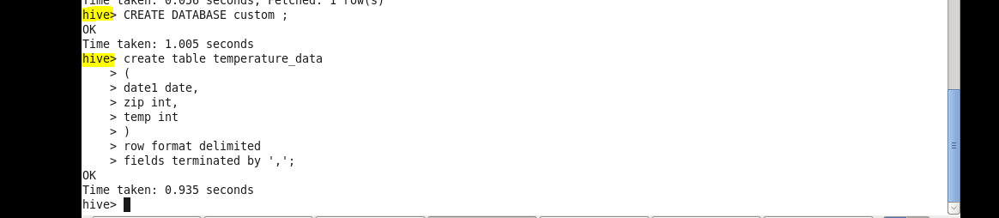 Time taken: 0.056 seconds, Fetched: 1 row(s)
hive> CREATE DATABASE custom ;
OK
Time taken: 1.005 seconds
hive> create table temperature_data
    > (
    > date1 date,
    > zip int,
    > temp int
    > )
    > row format delimited
    > fields terminated by ',';
OK
Time taken: 0.935 seconds
hive>